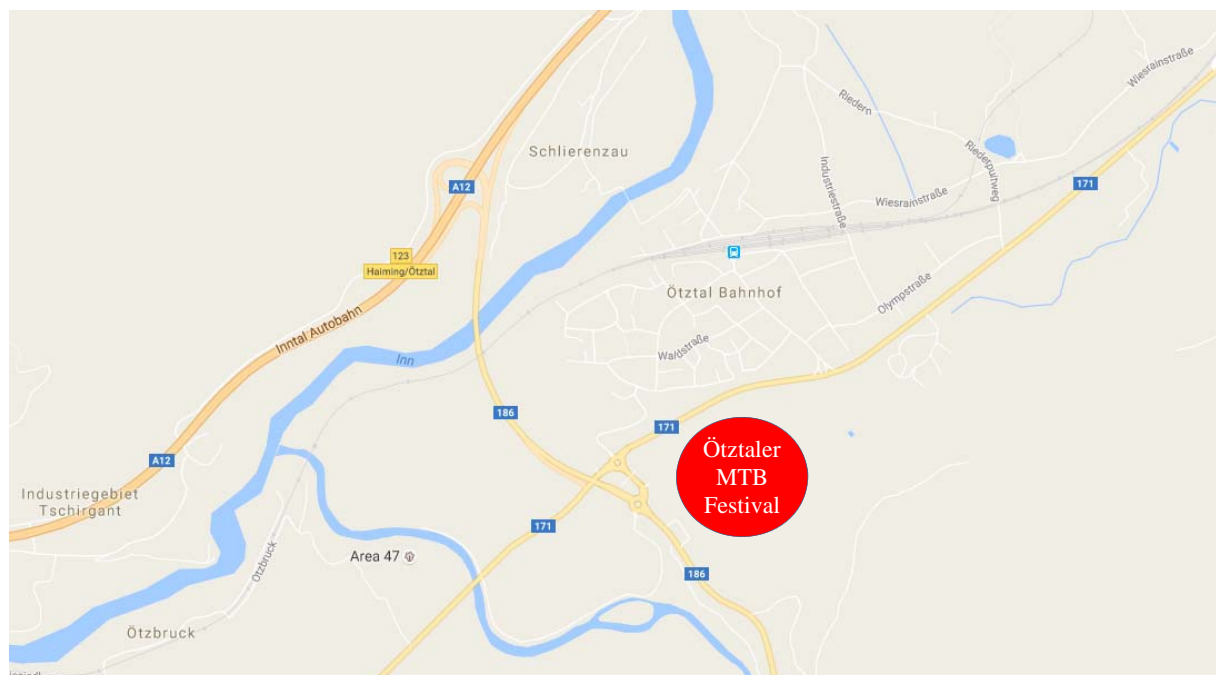 Wiesrainstraße
Riedern
Schlierenzau
Riedepuitweg
Industriestraße
A12
171
Wiesrainstraße
123
Haiming/Ötztal
Ötztal Bahnhof
Olympstraße
Inntal Autobahn
Waldstraße
Inn
186
171
Ötztaler
MTB
Festival
A12
Industriegebiet
Tschirgant
171
Area 47
Ötzbruck
186
Ötzbruck